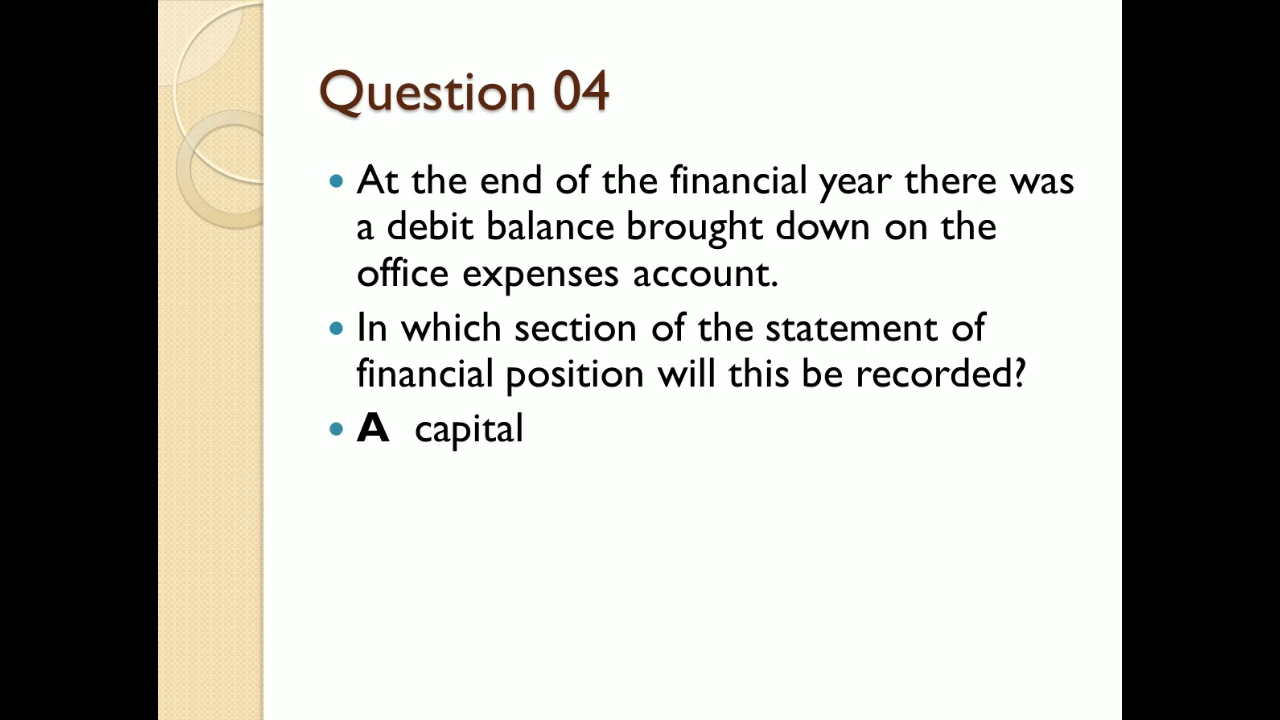 Question 04
• At the end of the financial year there was
a debit balance brought down on the
office expenses account.
• In which section of the statement of
financial position will this be recorded?
• A capital